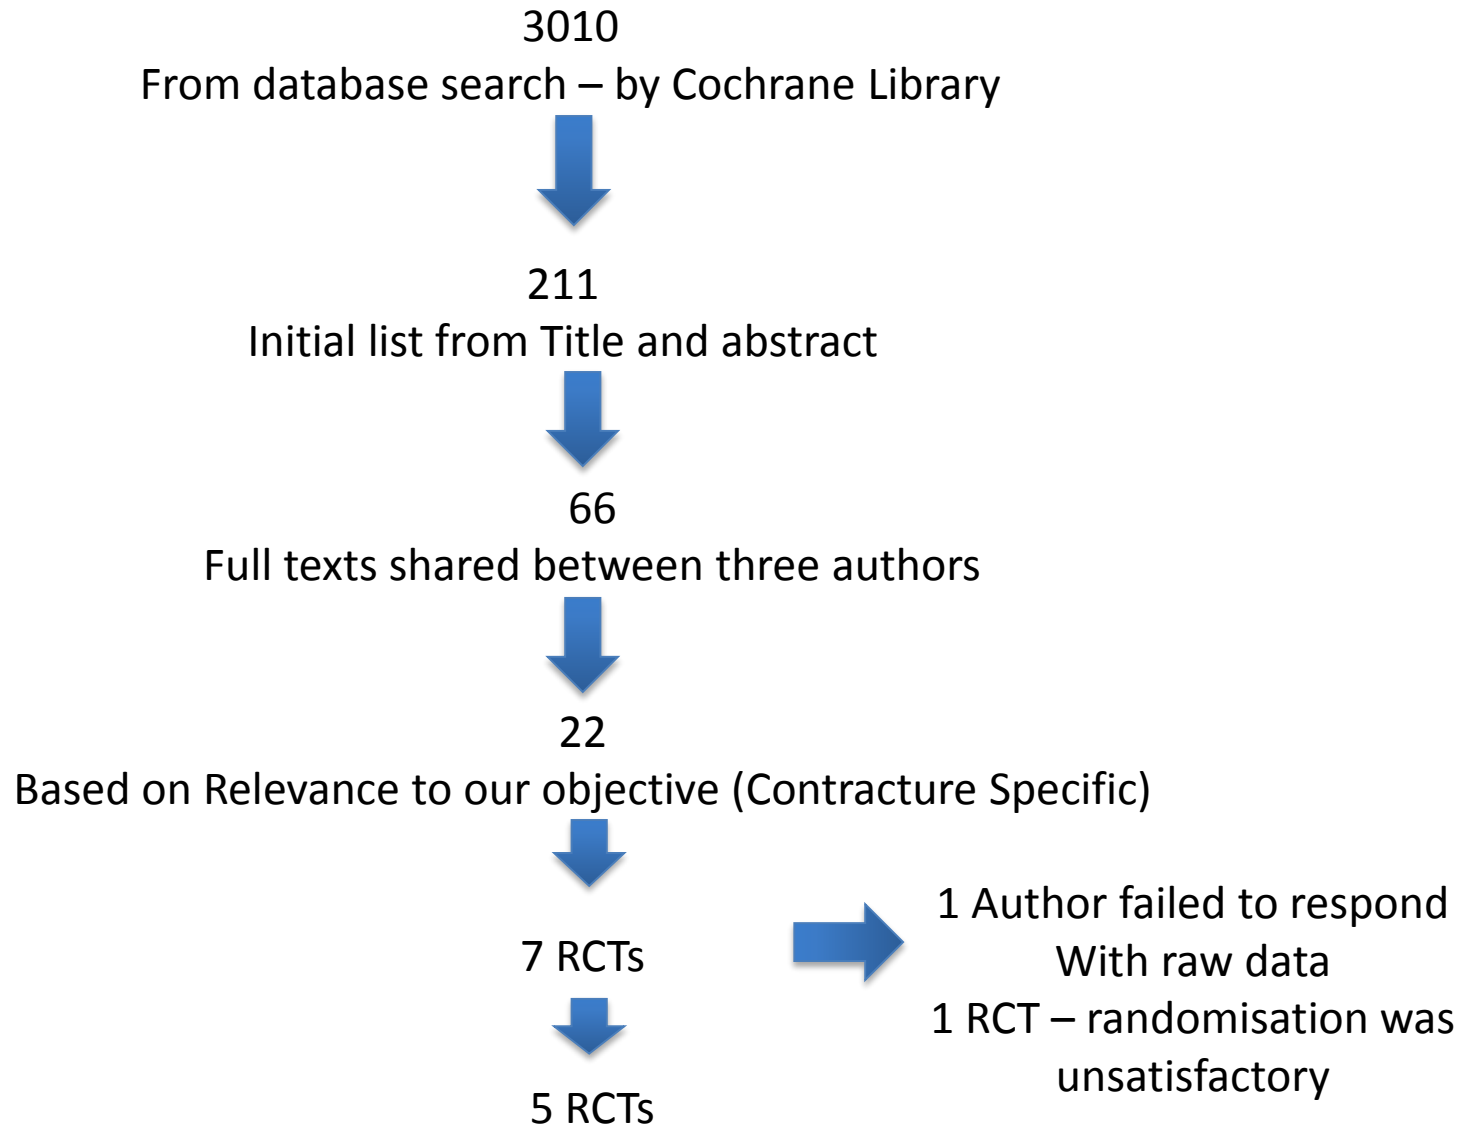 3010
From database search – by Cochrane Library
211
Initial list from Title and abstract
66
Full texts shared between three authors
22
Based on Relevance to our objective (Contracture Specific)
7 RCTs
1 Author failed to respond
With raw data
1 RCT – randomisation was
unsatisfactory
5 RCTs